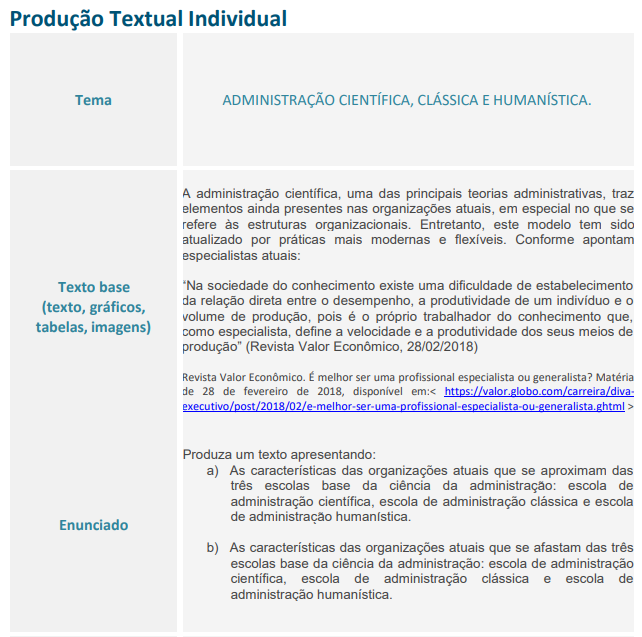 Produção Textual Individual
Tema
ADMINISTRAÇÃO CIENTÍFICA, CLÁSSICA E HUMANÍSTICA.
Texto base
(texto, gráficos,
tabelas, imagens)
A administração científica, uma das principais teorias administrativas, traz
elementos ainda presentes nas organizações atuais, em especial no que se
refere às estruturas organizacionais. Entretanto, este modelo tem sido
atualizado por práticas mais modernas e flexíveis. Conforme apontam
especialistas atuais:
“Na sociedade do conhecimento existe uma dificuldade de estabelecimento
da relação direta entre o desempenho, a produtividade de um indivíduo e o
volume de produção, pois é o próprio trabalhador do conhecimento que,
como especialista, define a velocidade e a produtividade dos seus meios de
produção” (Revista Valor Econômico, 28/02/2018)
Revista Valor Econômico. É melhor ser uma profissional especialista ou generalista? Matéria
de 28 de fevereiro de 2018, disponível em:< https://valor.globo.com/carreira/diva-
executivo/post/2018/02/e-melhor-ser-uma-profissional-especialista-ou-generalista.ghtml >
Enunciado
Produza um texto apresentando:
a) As características das organizações atuais que se aproximam das
três escolas base da ciência da administração: escola de
administração científica, escola de administração clássica e escola
de administração humanística.
b) As características das organizações atuais que se afastam das três
escolas base da ciência da administração: escola de administração
científica, escola de administração clássica e escola de
administração humanística.